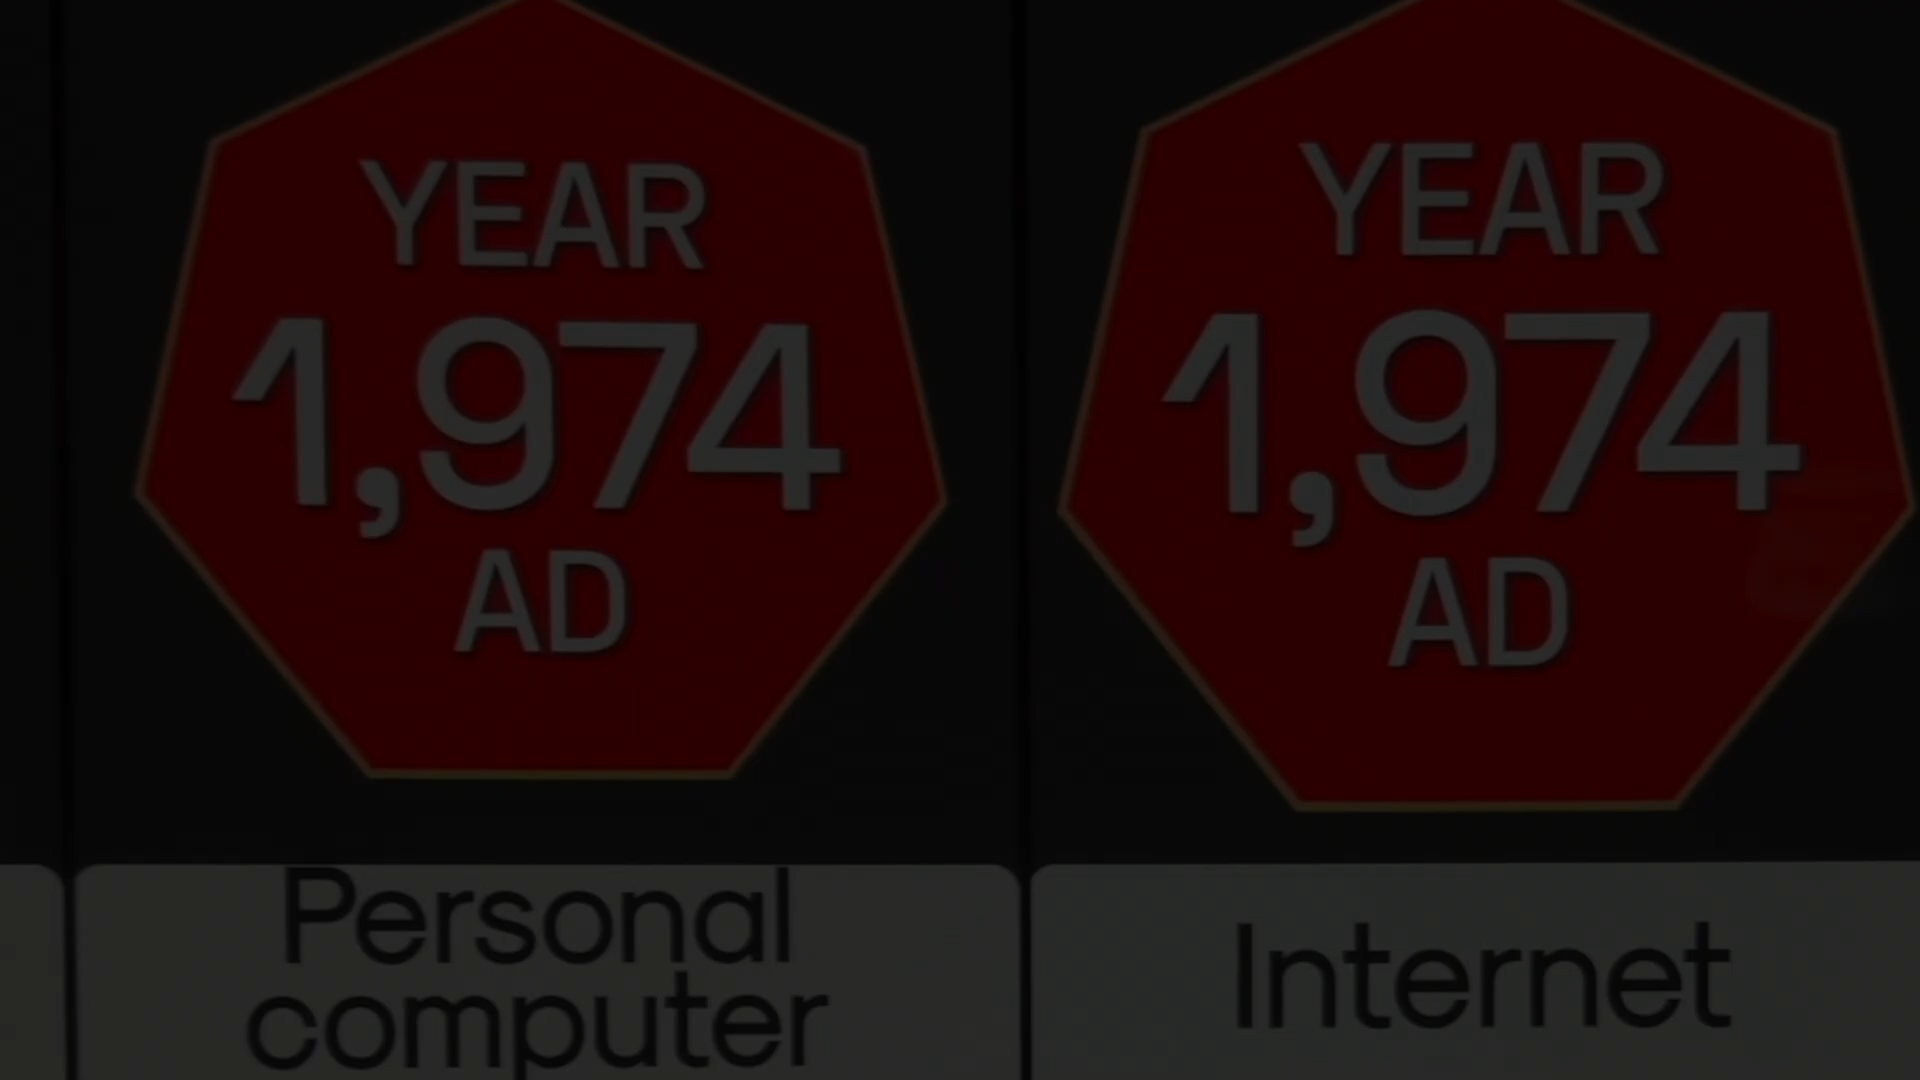 YEAR
1,974
AD
Personal
computer
YEAR
1,974
AD
Internet